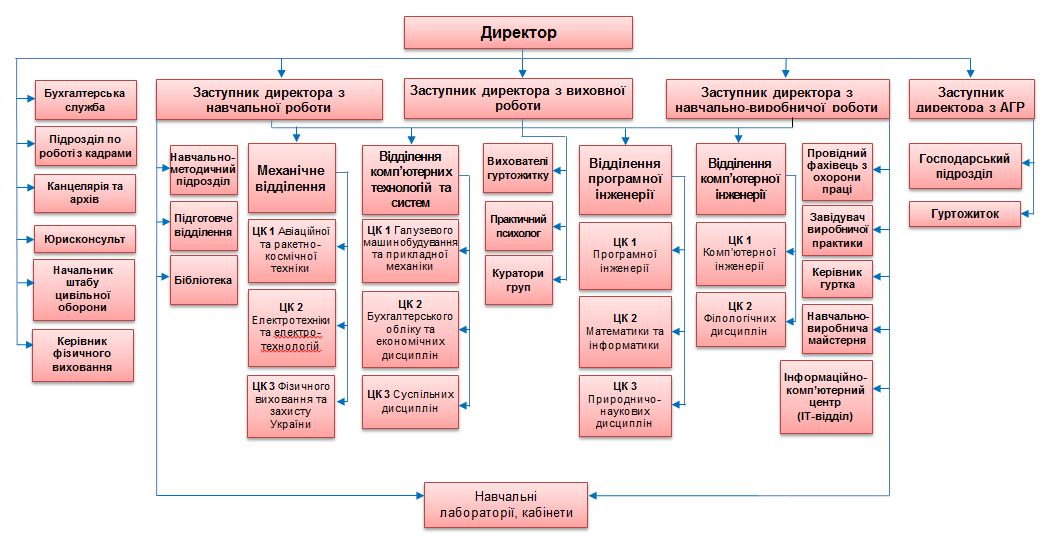 Директор
Заступник директора з
навчальної роботи
Заступник директора з виховної
роботи
Заступник директора з
навчально-виробничої роботи
Заступник
директора з АГР
Бухгалтерська
служба
Підрозділ по
роботі з кадрами
Канцелярія та
архів
Юрисконсульт
Начальник
штабу
цивільної
оборони
Керівник
фізичного
виховання
Навчально-
методичний
підрозділ
Підготовче
відділення
Бібліотека
Механічне
відділення
ЦК 1 Авіаційної
та ракетно-
космічної
техніки
ЦК 2
Електротехніки
та електро-
технологій
ЦК 3 Фізичного
виховання та
захисту
України
Відділення
комп’ютерних
технологій та
систем
ЦК 1 Галузевого
машинобудування
та прикладної
механіки
ЦК 2
Бухгалтерського
обліку та
економічних
дисциплін
ЦК 3 Суспільних
дисциплін
Вихователі
гуртожитку
Практичний
психолог
Куратори
груп
Відділення
програмної
інженерії
ЦК 1
Програмної
інженерії
ЦК 2
Математики та
інформатики
ЦК 3
Природничо-
наукових
дисциплін
Відділення
комп’ютерної
інженерії
ЦК 1
Комп’ютерної
інженерії
ЦК 2
Філологічних
дисциплін
Провідний
фахівець з
охорони
праці
Завідувач
виробничої
практики
Керівник
гуртка
Навчально-
виробнича
майстерня
Інформаційно-
комп’ютерний
центр
(ІТ-відділ)
Господарський
підрозділ
Гуртожиток
Навчальні
лабораторії, кабінети